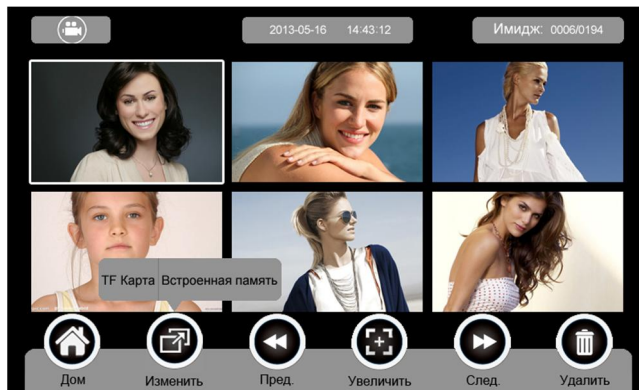 2013-05-16 14:43:12
Имидж: 0006/0194
TF Карта Встроенная память
Дом Изменить Пред. Увеличить След. Удалить